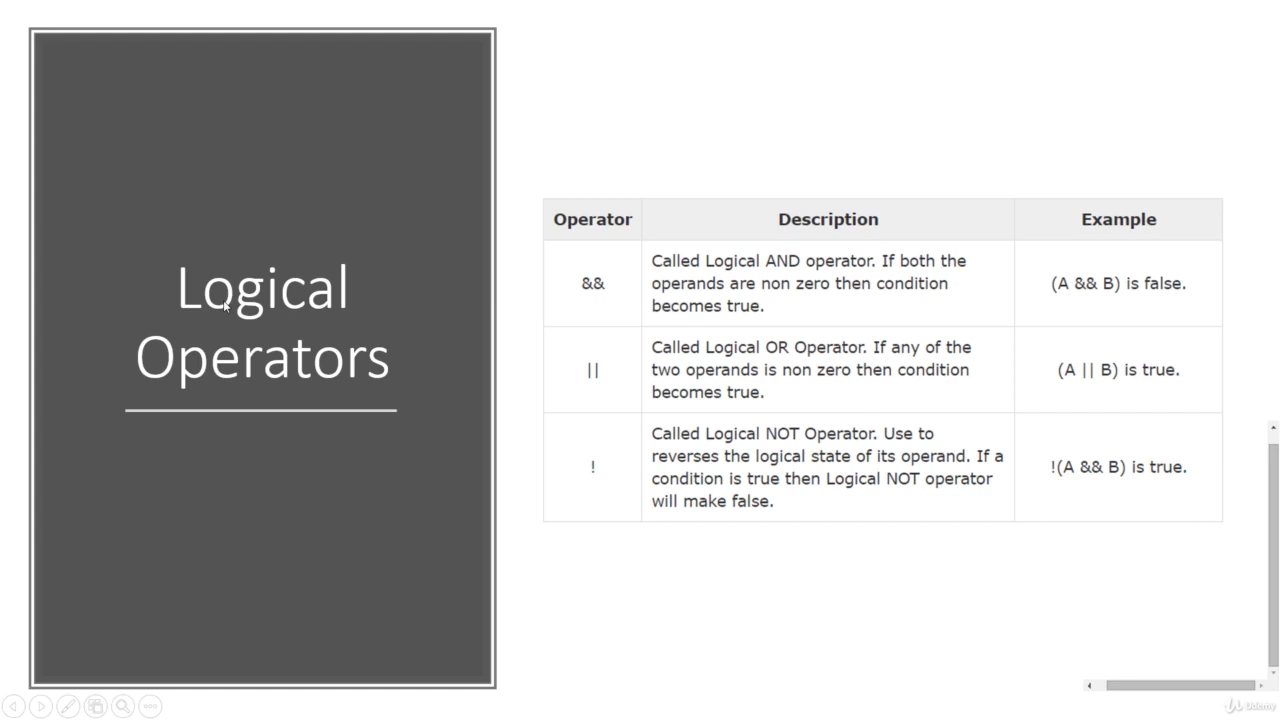 Logical
Operators
Operator Description Example
&& Called Logical AND operator. If both the
operands are non zero then condition
becomes true. (A && B) is false.
|| Called Logical OR Operator. If any of the
two operands is non zero then condition
becomes true. (A || B) is true.
! Called Logical NOT Operator. Use to
reverses the logical state of its operand. If a
condition is true then Logical NOT operator
will make false. !(A && B) is true.
Udemy